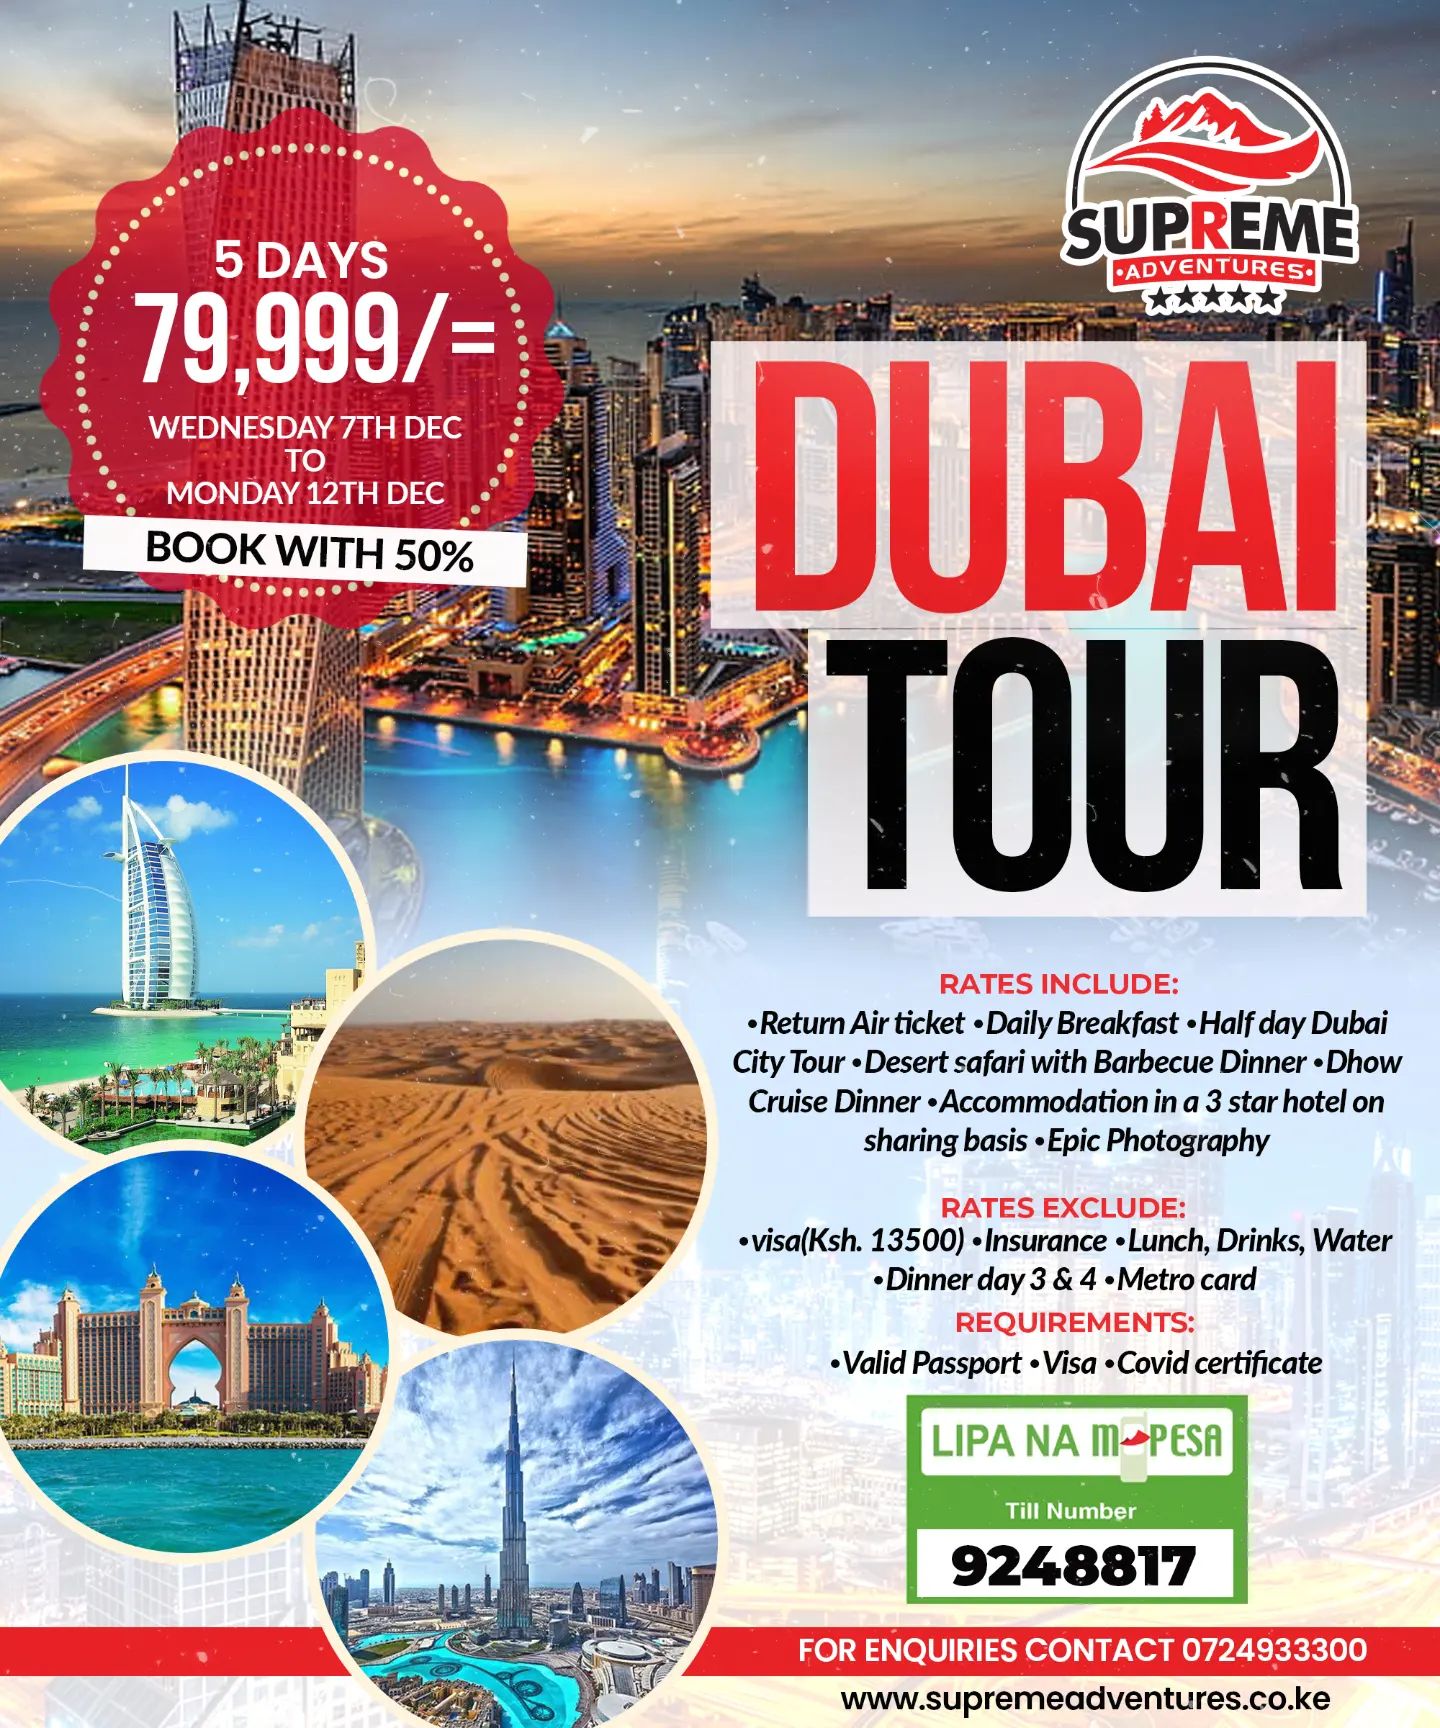 SUPREME
•ADVENTURES•
5 DAYS
79,999/=
WEDNESDAY 7TH DEC
TO
MONDAY 12TH DEC
BOOK WITH 50%
DUBAI
TOUR
RATES INCLUDE:
•Return Air ticket •Daily Breakfast •Half day Dubai
City Tour •Desert safari with Barbecue Dinner •Dhow
Cruise Dinner •Accommodation in a 3 star hotel on
sharing basis •Epic Photography
RATES EXCLUDE:
•visa(Ksh. 13500) •Insurance •Lunch, Drinks, Water
•Dinner day 3 & 4 •Metro card
REQUIREMENTS:
•Valid Passport •Visa •Covid certificate
LIPA NA M-PESA
Till Number
9248817
FOR ENQUIRIES CONTACT 0724933300
www.supremeadventures.co.ke